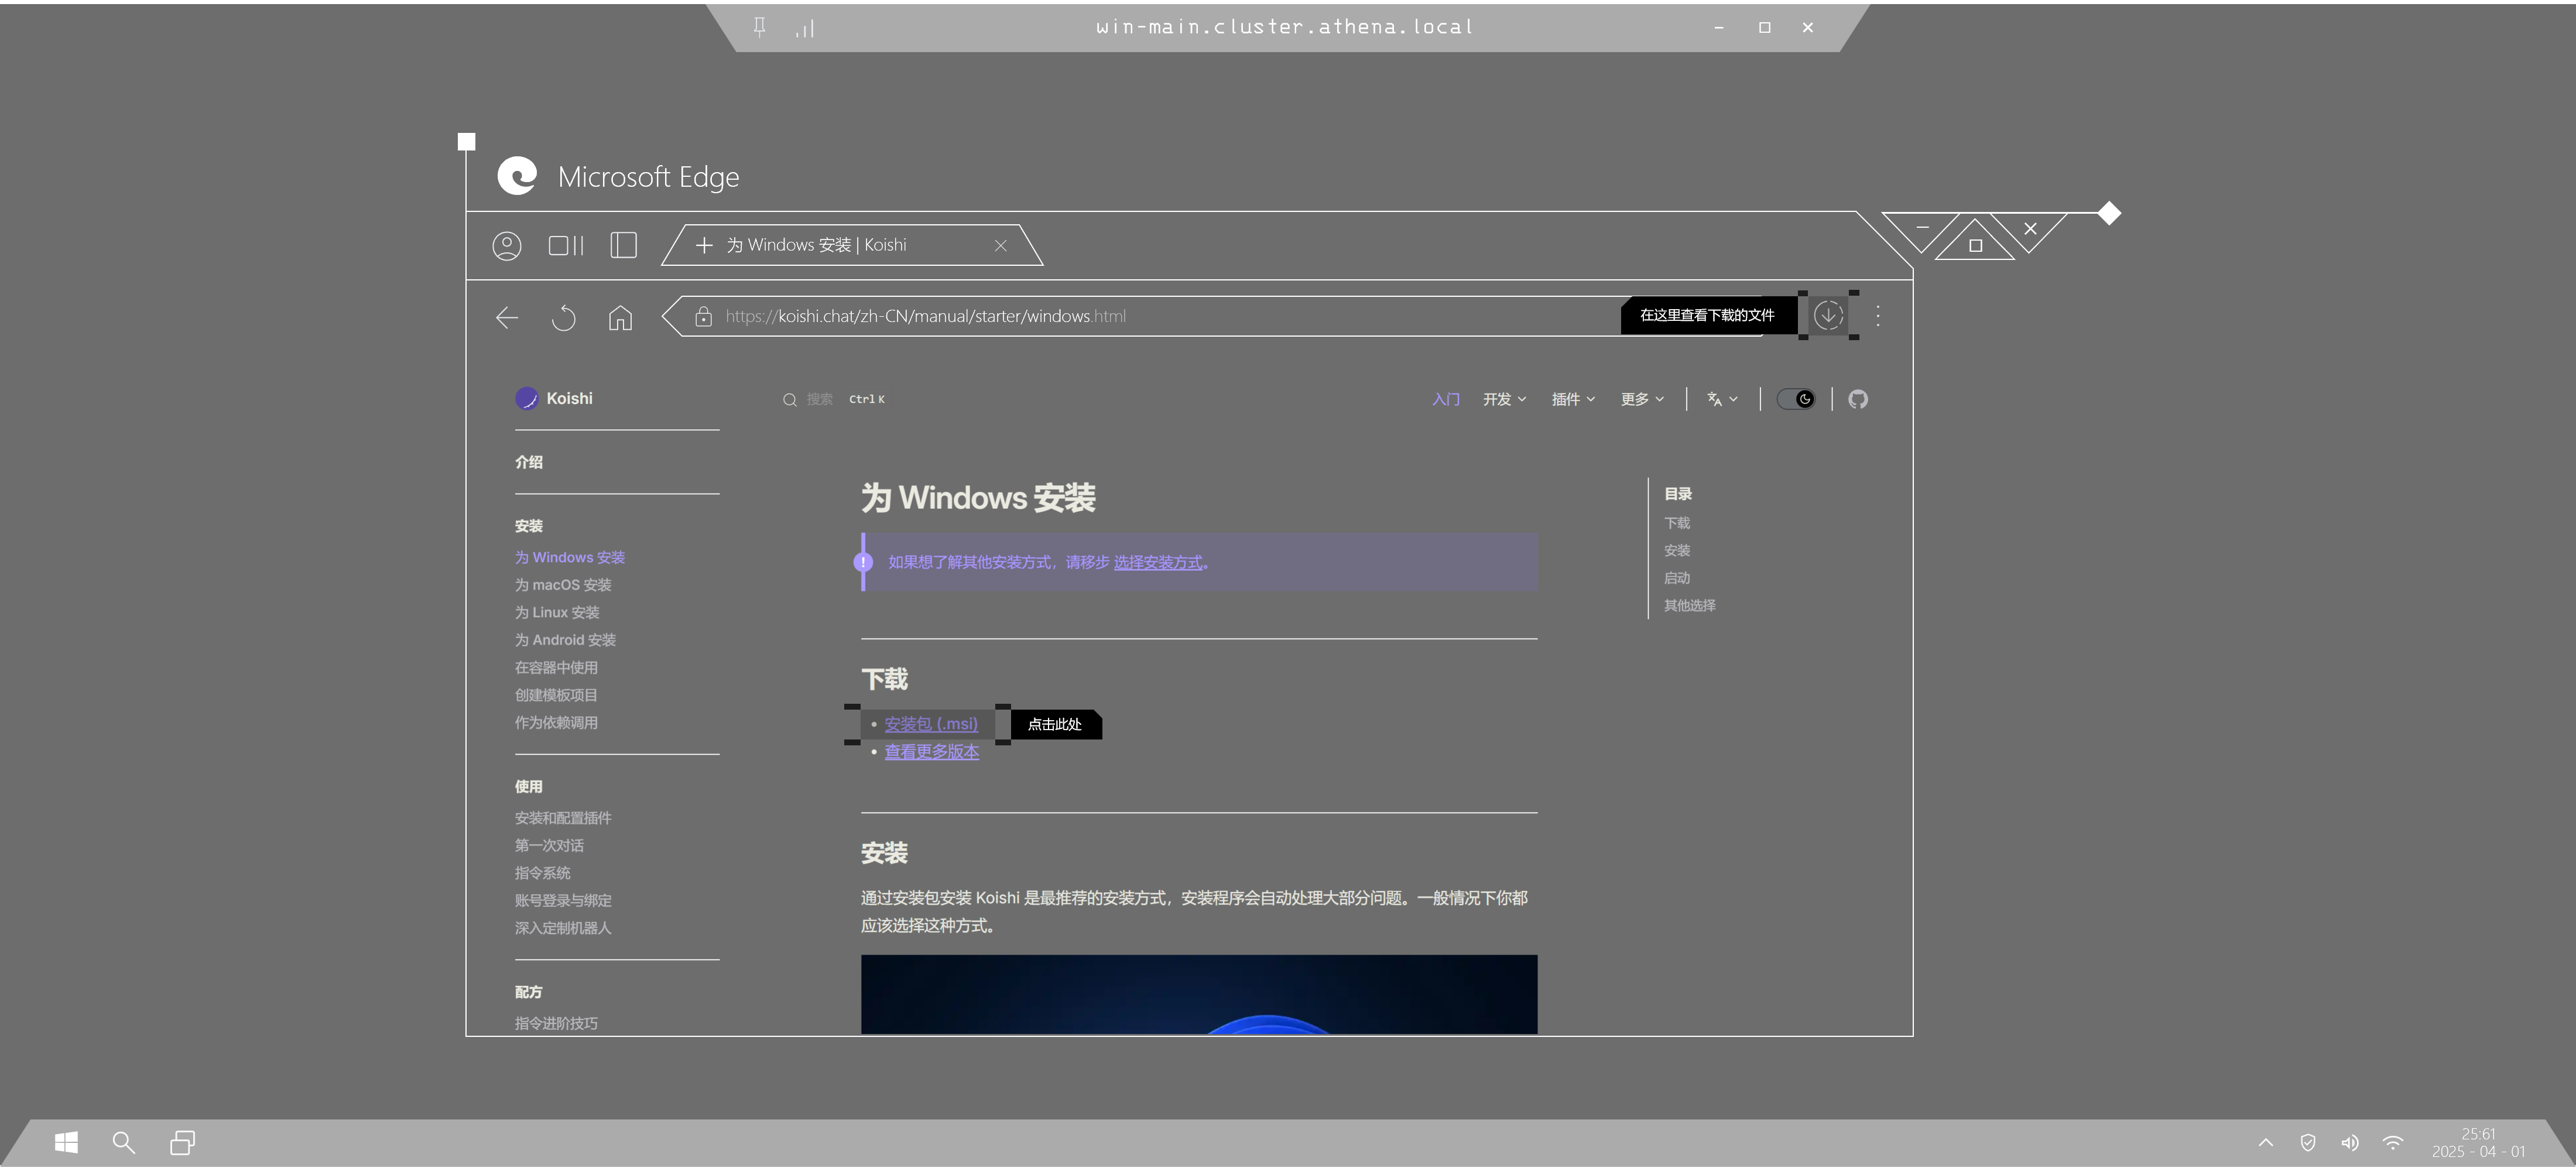 win-main.cluster.athena.local
Microsoft Edge
为 Windows 安装 | Koishi
https://koishi.chat/zh-CN/manual/starter/windows.html
在这里查看下载的文件
Koishi
搜索 Ctrl K
入门 开发 插件 更多
介绍
安装
为 Windows 安装
为 macOS 安装
为 Linux 安装
为 Android 安装
在容器中使用
创建模板项目
作为依赖调用
使用
安装和配置插件
第一次对话
指令系统
账号登录与绑定
深入定制机器人
配方
指令进阶技巧
为 Windows 安装
如果想了解其他安装方式，请移步 选择安装方式。
下载
安装包 (.msi)
点击此处
查看更多版本
安装
通过安装包安装 Koishi 是最推荐的安装方式，安装程序会自动处理大部分问题。一般情况下你都
应该选择这种方式。
目录
下载
安装
启动
其他选择
25:61
2025 - 04 - 01